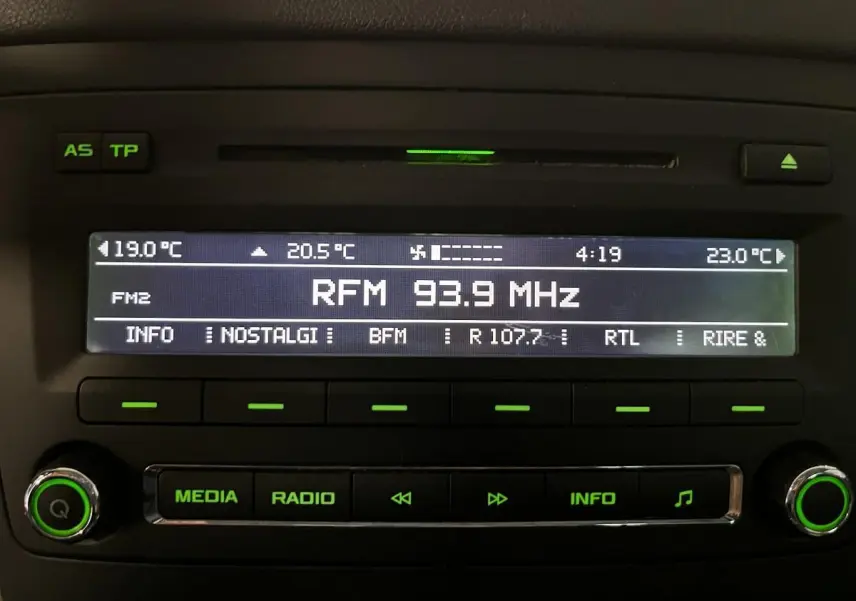 AS TP
19.0 °C 20.5 °C 4:19 23.0 °C
FM2 RFM 93.9 MHz
INFO NOSTALGI BFM R 107.7 RTL RIRE &
MEDIA RADIO INFO